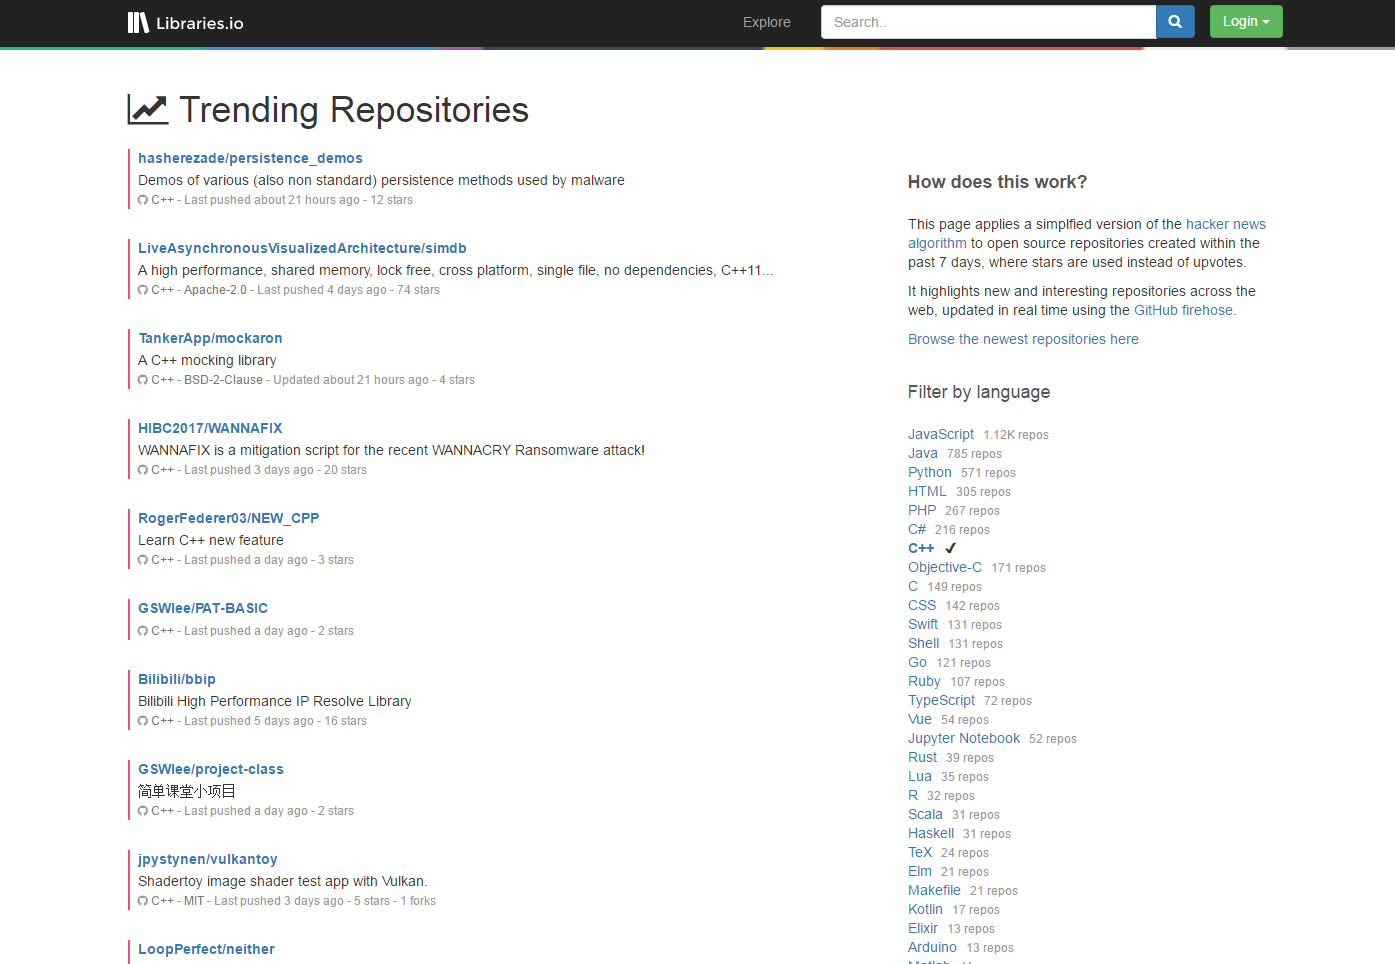 Libraries.io
Explore
Search..
Login
Trending Repositories
hasherezade/persistence_demos
Demos of various (also non standard) persistence methods used by malware
C++ - Last pushed about 21 hours ago - 12 stars
LiveAsynchronousVisualizedArchitecture/simdb
A high performance, shared memory, lock free, cross platform, single file, no dependencies, C++11...
C++ - Apache-2.0 - Last pushed 4 days ago - 74 stars
TankerApp/mockaron
A C++ mocking library
C++ - BSD-2-Clause - Updated about 21 hours ago - 4 stars
HIBC2017/WANNAFIX
WANNAFIX is a mitigation script for the recent WANNACRY Ransomware attack!
C++ - Last pushed 3 days ago - 20 stars
RogerFederer03/NEW_CPP
Learn C++ new feature
C++ - Last pushed a day ago - 3 stars
GSWlee/PAT-BASIC
C++ - Last pushed a day ago - 2 stars
Bilibili/bbip
Bilibili High Performance IP Resolve Library
C++ - Last pushed 5 days ago - 16 stars
GSWlee/project-class
简单课堂小项目
C++ - Last pushed a day ago - 2 stars
jpystynen/vulkantoy
Shadertoy image shader test app with Vulkan.
C++ - MIT - Last pushed 3 days ago - 5 stars - 1 forks
LoopPerfect/neither
How does this work?
This page applies a simplfied version of the hacker news
algorithm to open source repositories created within the
past 7 days, where stars are used instead of upvotes.
It highlights new and interesting repositories across the
web, updated in real time using the GitHub firehose.
Browse the newest repositories here
Filter by language
JavaScript 1.12K repos
Java 785 repos
Python 571 repos
HTML 305 repos
PHP 267 repos
C# 216 repos
C++ ✔
Objective-C 171 repos
C 149 repos
CSS 142 repos
Swift 131 repos
Shell 131 repos
Go 121 repos
Ruby 107 repos
TypeScript 72 repos
Vue 54 repos
Jupyter Notebook 52 repos
Rust 39 repos
Lua 35 repos
R 32 repos
Scala 31 repos
Haskell 31 repos
TeX 24 repos
Elm 21 repos
Makefile 21 repos
Kotlin 17 repos
Elixir 13 repos
Arduino 13 repos